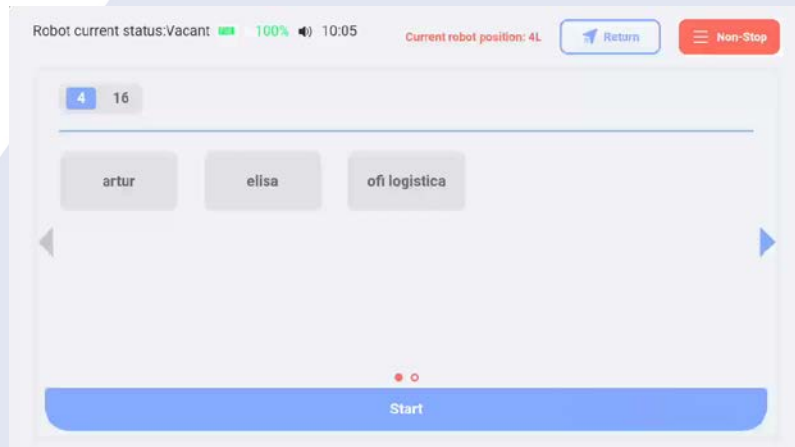 Robot current status:Vacant 100% 10:05 Current robot position: 4L Return Non-Stop
4 16
artur elisa ofi logistica
Start